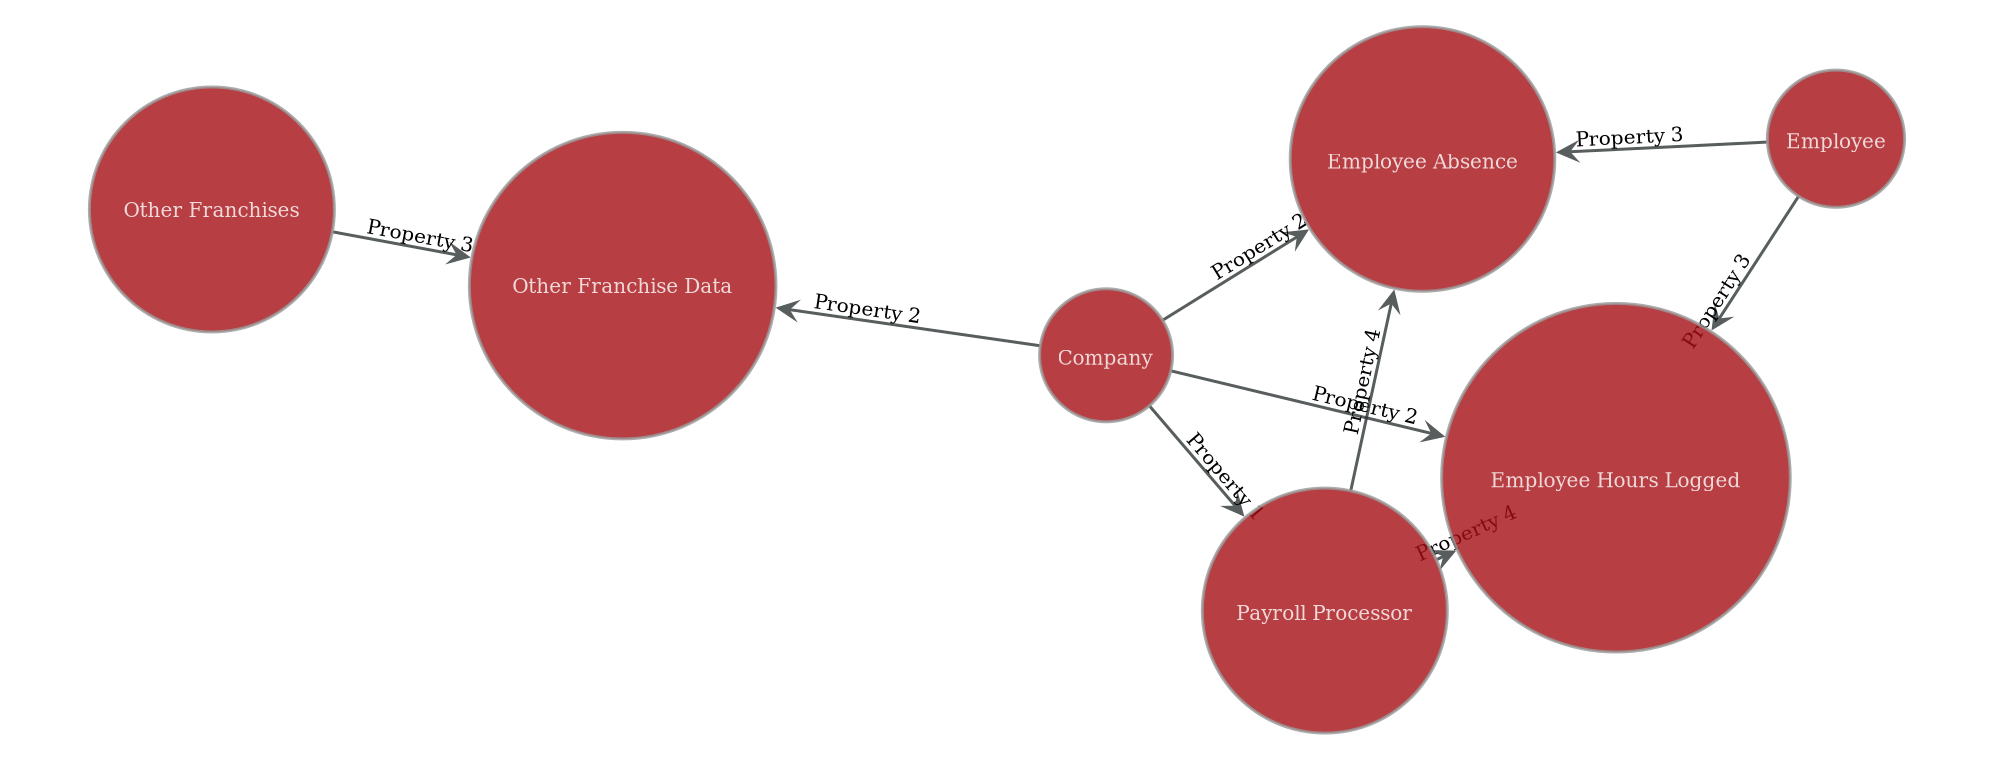 Other Franchises
Property 3
Other Franchise Data
Property 2
Company
Property 2
Employee Absence
Property 3
Employee
Property 3
Property 4
Property 2
Property
Employee Hours Logged
Property 4
Payroll Processor